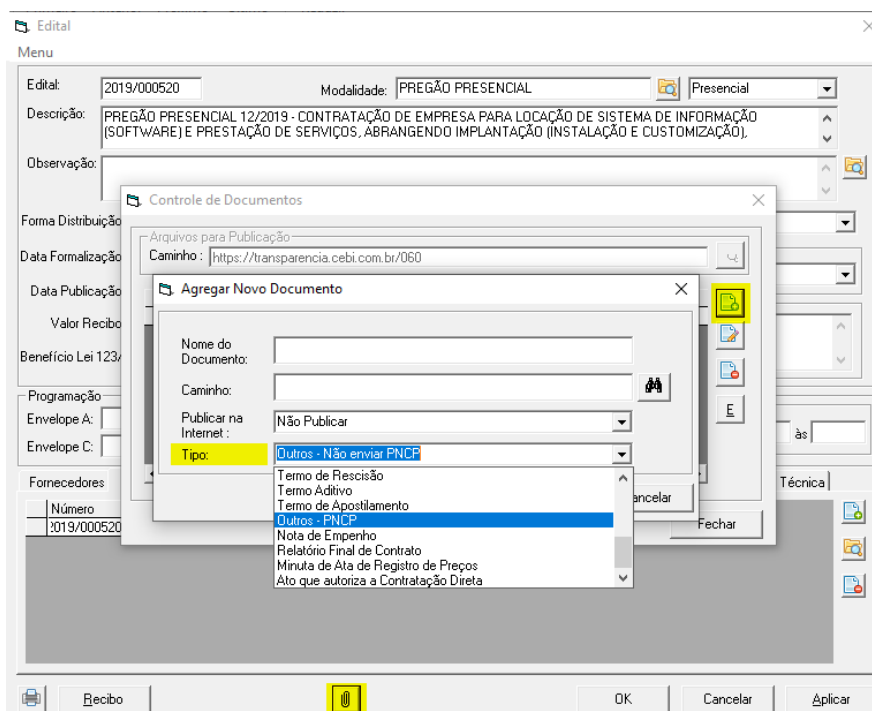 Edital
Menu
Edital: 2019/000520 Modalidade: PREGÃO PRESENCIAL Presencial
Descrição: PREGÃO PRESENCIAL 12/2019 - CONTRATAÇÃO DE EMPRESA PARA LOCAÇÃO DE SISTEMA DE INFORMAÇÃO
(SOFTWARE) E PRESTAÇÃO DE SERVIÇOS, ABRANGENDO IMPLANTAÇÃO (INSTALAÇÃO E CUSTOMIZAÇÃO),
Observação:
Controle de Documentos
Forma Distribuição
Arquivos para Publicação
Data Formalização
Caminho : https://transparencia.cebi.com.br/060
Agregar Novo Documento
Data Publicação
Valor Recibo
Nome do
Documento:
Benefício Lei 123/
Caminho:
Programação
Envelope A:
Publicar na
Internet : Não Publicar
E
às
Envelope C:
Tipo: Outros - Não enviar PNCP
Fornecedores
Técnica
Termo de Rescisão
Termo Aditivo
Termo de Apostilamento
Outros - PNCP
Nota de Empenho
Relatório Final de Contrato
Minuta de Ata de Registro de Preços
Ato que autoriza a Contratação Direta
ancelar
Fechar
Número
2019/000520
Recibo OK Cancelar Aplicar